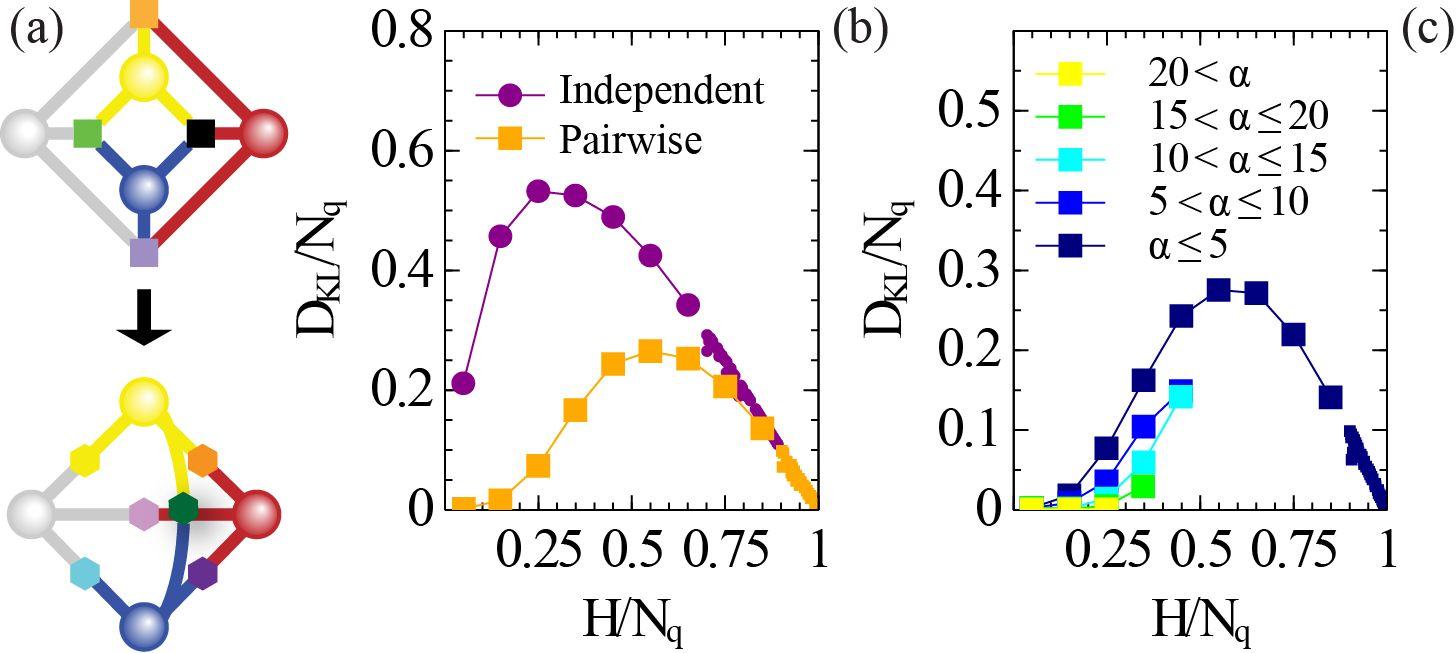 (a)
0.8
0.6
0.4
0.2
0
D_KL/N_q
Independent
Pairwise
0.25
0.5
0.75
1
H/N_q
(b)
0.5
0.4
0.3
0.2
0.1
0
D_KL/N_q
20 < α
15 < α ≤ 20
10 < α ≤ 15
5 < α ≤ 10
α ≤ 5
0.25
0.5
0.75
1
H/N_q
(c)